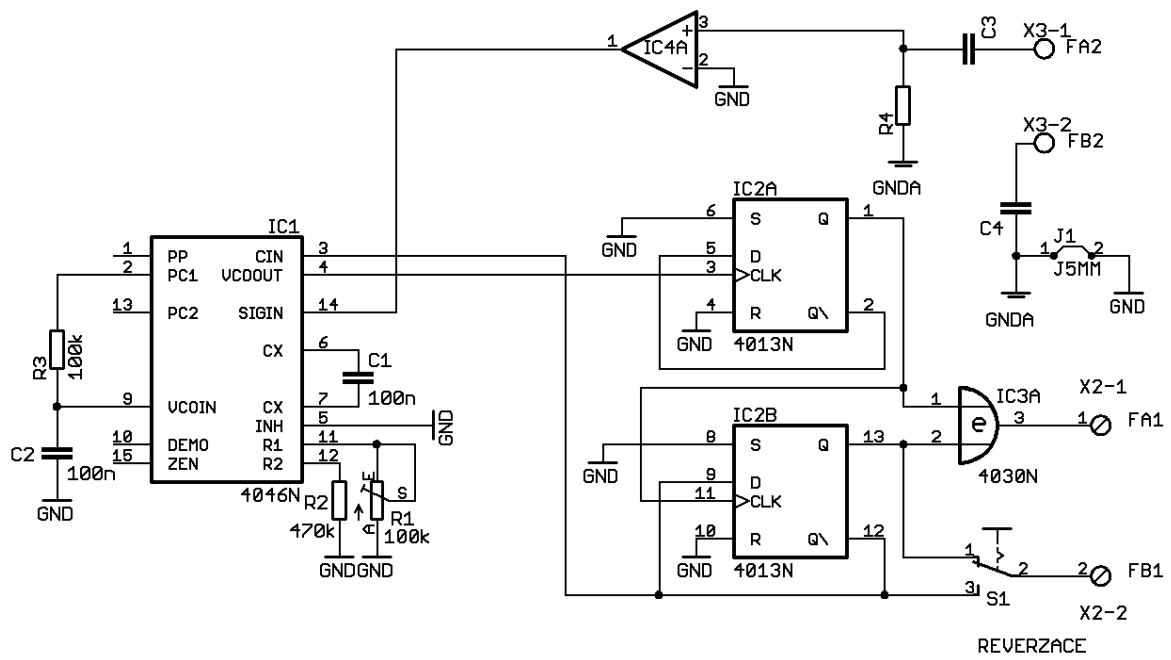 1 IC4A + 3 C3 X3-1
FA2
- 2
GND
R4
GNDA
X3-2
FB2
C4
J1
1 2
J5MM
GNDA
GND
IC2A
6 S Q 1
GND
5 D
3 CLK
4 R Q\ 2
GND
4013N
IC1
1 PP CIN 3
2 PC1 VCOOUT 4
13 PC2 SIGIN 14
CX 6
C1
100n
R3
100k
9 VCOIN CX 7
INH 5
GND
10 DEMO R1 11
15 ZEN R2 12
4046N
C2
100n
GND
R2
470k
GND
E
S
A
R1
100k
GND
IC2B
8 S Q 13
GND
9 D
11 CLK
10 R Q\ 12
GND
4013N
IC3A
1
e 3
2
4030N
X2-1
1 FA1
1
2 2 FB1
3 S1
X2-2
REVERZACE